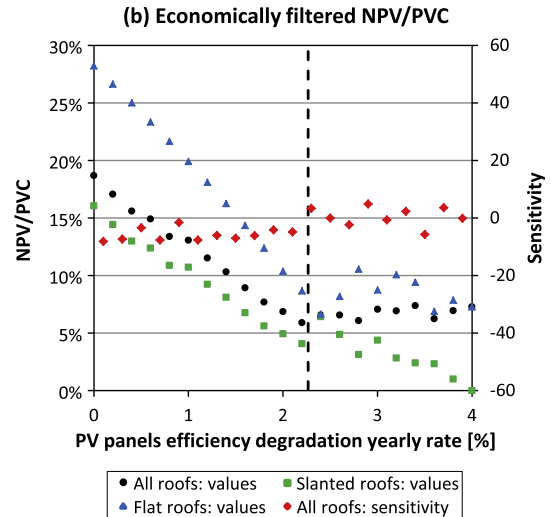 (b) Economically filtered NPV/PVC
30%
25%
20%
15%
10%
5%
0%
NPV/PVC
60
40
20
0
-20
-40
-60
Sensitivity
0 1 2 3 4
PV panels efficiency degradation yearly rate [%]
All roofs: values Slanted roofs: values
Flat roofs: values All roofs: sensitivity